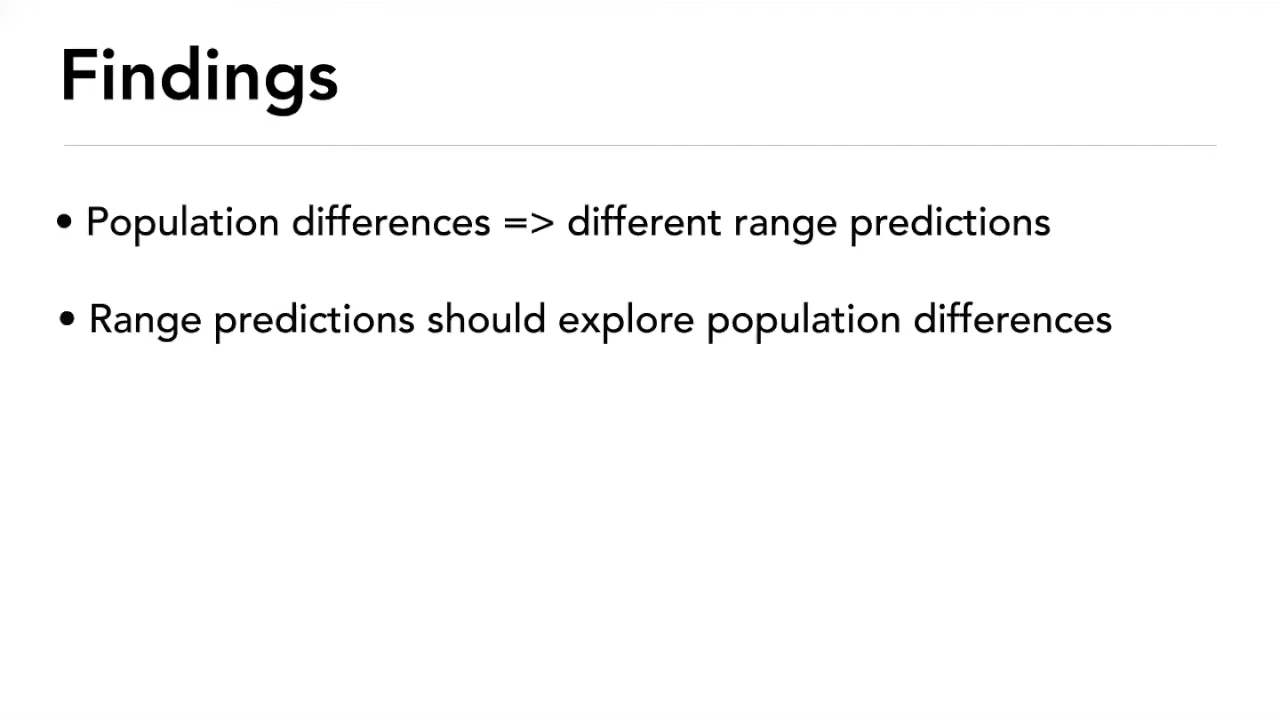 Findings
• Population differences => different range predictions
• Range predictions should explore population differences